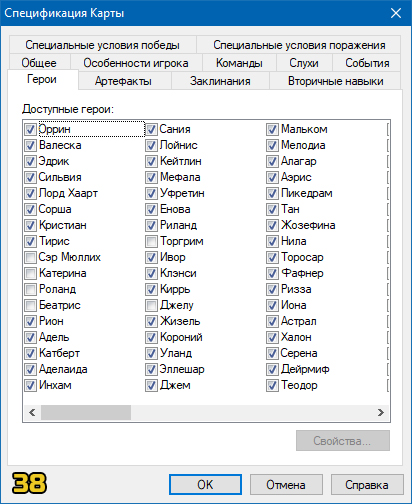 Спецификация Карты
Специальные условия победы Специальные условия поражения
Общее Особенности игрока Команды Слухи События
Герои Артефакты Заклинания Вторичные навыки
Доступные герои:
Оррин Сания Мальком
Валеска Лойнис Мелодиа
Эдрик Кейтлин Алагар
Сильвия Мефала Аэрис
Лорд Хаарт Уфретин Пикедрам
Сорша Енова Тан
Кристиан Риланд Жозефина
Тирис Торгрим Нила
Сэр Мюллих Ивор Торосар
Катерина Клэнси Фафнер
Роланд Киррь Ризза
Беатрис Джелу Иона
Рион Жизель Астрал
Адель Короний Халон
Катберт Уланд Серена
Аделаида Эллешар Дейрмиф
Инхам Джем Теодор
Свойства...
38 OK Отмена Справка